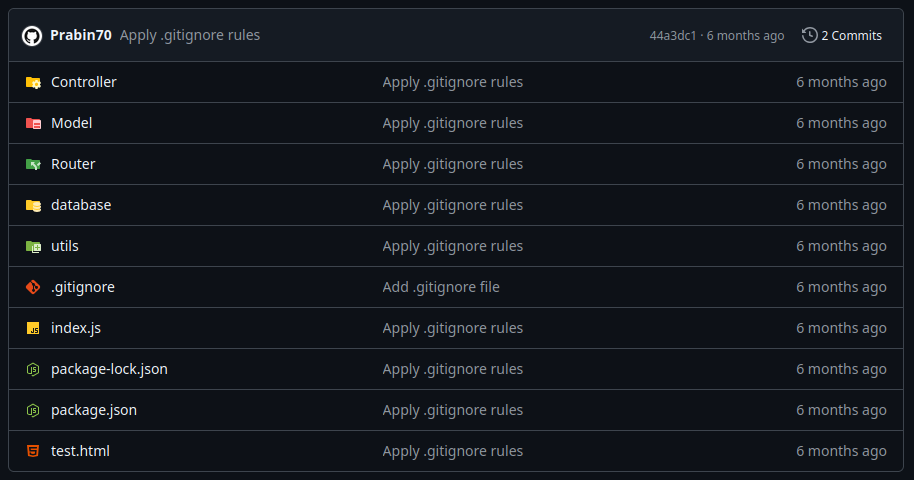 Prabin70 Apply .gitignore rules 44a3dc1 · 6 months ago 2 Commits
Controller Apply .gitignore rules 6 months ago
Model Apply .gitignore rules 6 months ago
Router Apply .gitignore rules 6 months ago
database Apply .gitignore rules 6 months ago
utils Apply .gitignore rules 6 months ago
.gitignore Add .gitignore file 6 months ago
index.js Apply .gitignore rules 6 months ago
package-lock.json Apply .gitignore rules 6 months ago
package.json Apply .gitignore rules 6 months ago
test.html Apply .gitignore rules 6 months ago